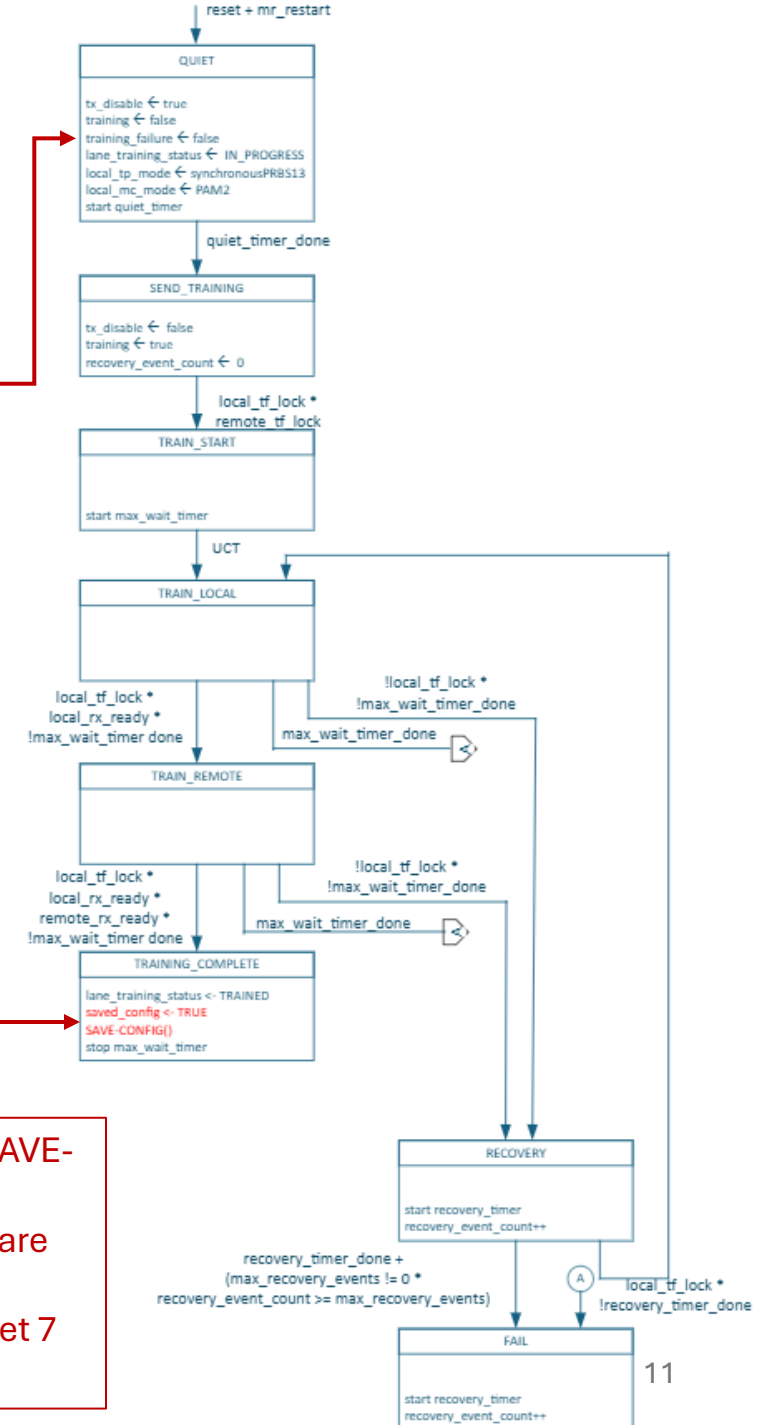 reset + mr_restart
QUIET
tx_disable ← true
training ← false
training_failure ← false
lane_training_status ← IN_PROGRESS
local_tp_mode ← synchronousPRBS13
local_mc_mode ← PAM2
start quiet_timer
quiet_timer_done
SEND_TRAINING
tx_disable ← false
training ← true
recovery_event_count ← 0
local_tf_lock *
remote_tf_lock
TRAIN_START
start max_wait_timer
UCT
TRAIN_LOCAL
local_tf_lock *
local_rx_ready *
!max_wait_timer done
!local_tf_lock *
!max_wait_timer_done
max_wait_timer_done
A
TRAIN_REMOTE
local_tf_lock *
local_rx_ready *
remote_rx_ready *
!max_wait_timer done
!local_tf_lock *
!max_wait_timer_done
max_wait_timer_done
A
TRAINING_COMPLETE
lane_training_status <- TRAINED
saved_config <- TRUE
SAVE-CONFIG()
stop max_wait_timer
AVE-
are
et 7
RECOVERY
start recovery_timer
recovery_event_count++
recovery_timer_done +
(max_recovery_events != 0 *
recovery_event_count >= max_recovery_events)
A
local_tf_lock *
!recovery_timer_done
FAIL
start recovery_timer
recovery_event_count++
11